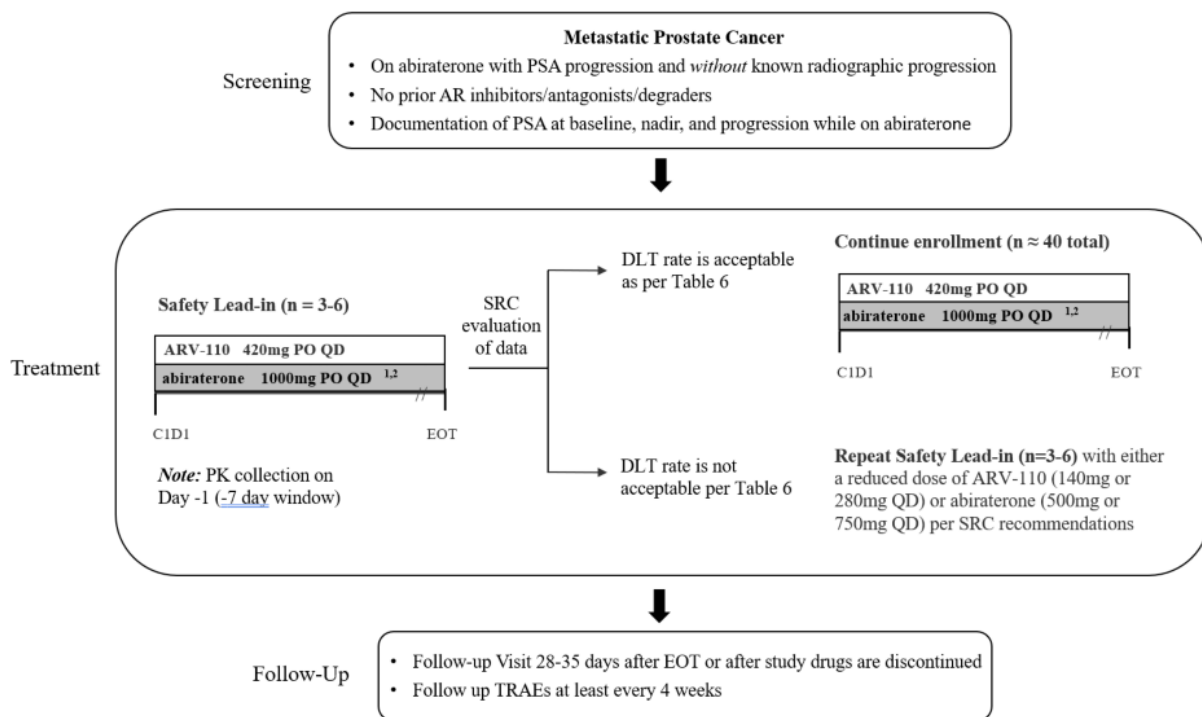 Metastatic Prostate Cancer
• On abiraterone with PSA progression and without known radiographic progression
• No prior AR inhibitors/antagonists/degraders
• Documentation of PSA at baseline, nadir, and progression while on abiraterone
Screening
Treatment
Safety Lead-in (n = 3-6)
ARV-110 420mg PO QD
abiraterone 1000mg PO QD 1,2
//
C1D1
EOT
Note: PK collection on
Day -1 (-7 day window)
SRC
evaluation
of data
DLT rate is acceptable
as per Table 6
DLT rate is not
acceptable per Table 6
Continue enrollment (n ≈ 40 total)
ARV-110 420mg PO QD
abiraterone 1000mg PO QD 1,2
//
C1D1
EOT
Repeat Safety Lead-in (n=3-6) with either
a reduced dose of ARV-110 (140mg or
280mg QD) or abiraterone (500mg or
750mg QD) per SRC recommendations
Follow-Up
• Follow-up Visit 28-35 days after EOT or after study drugs are discontinued
• Follow up TRAEs at least every 4 weeks